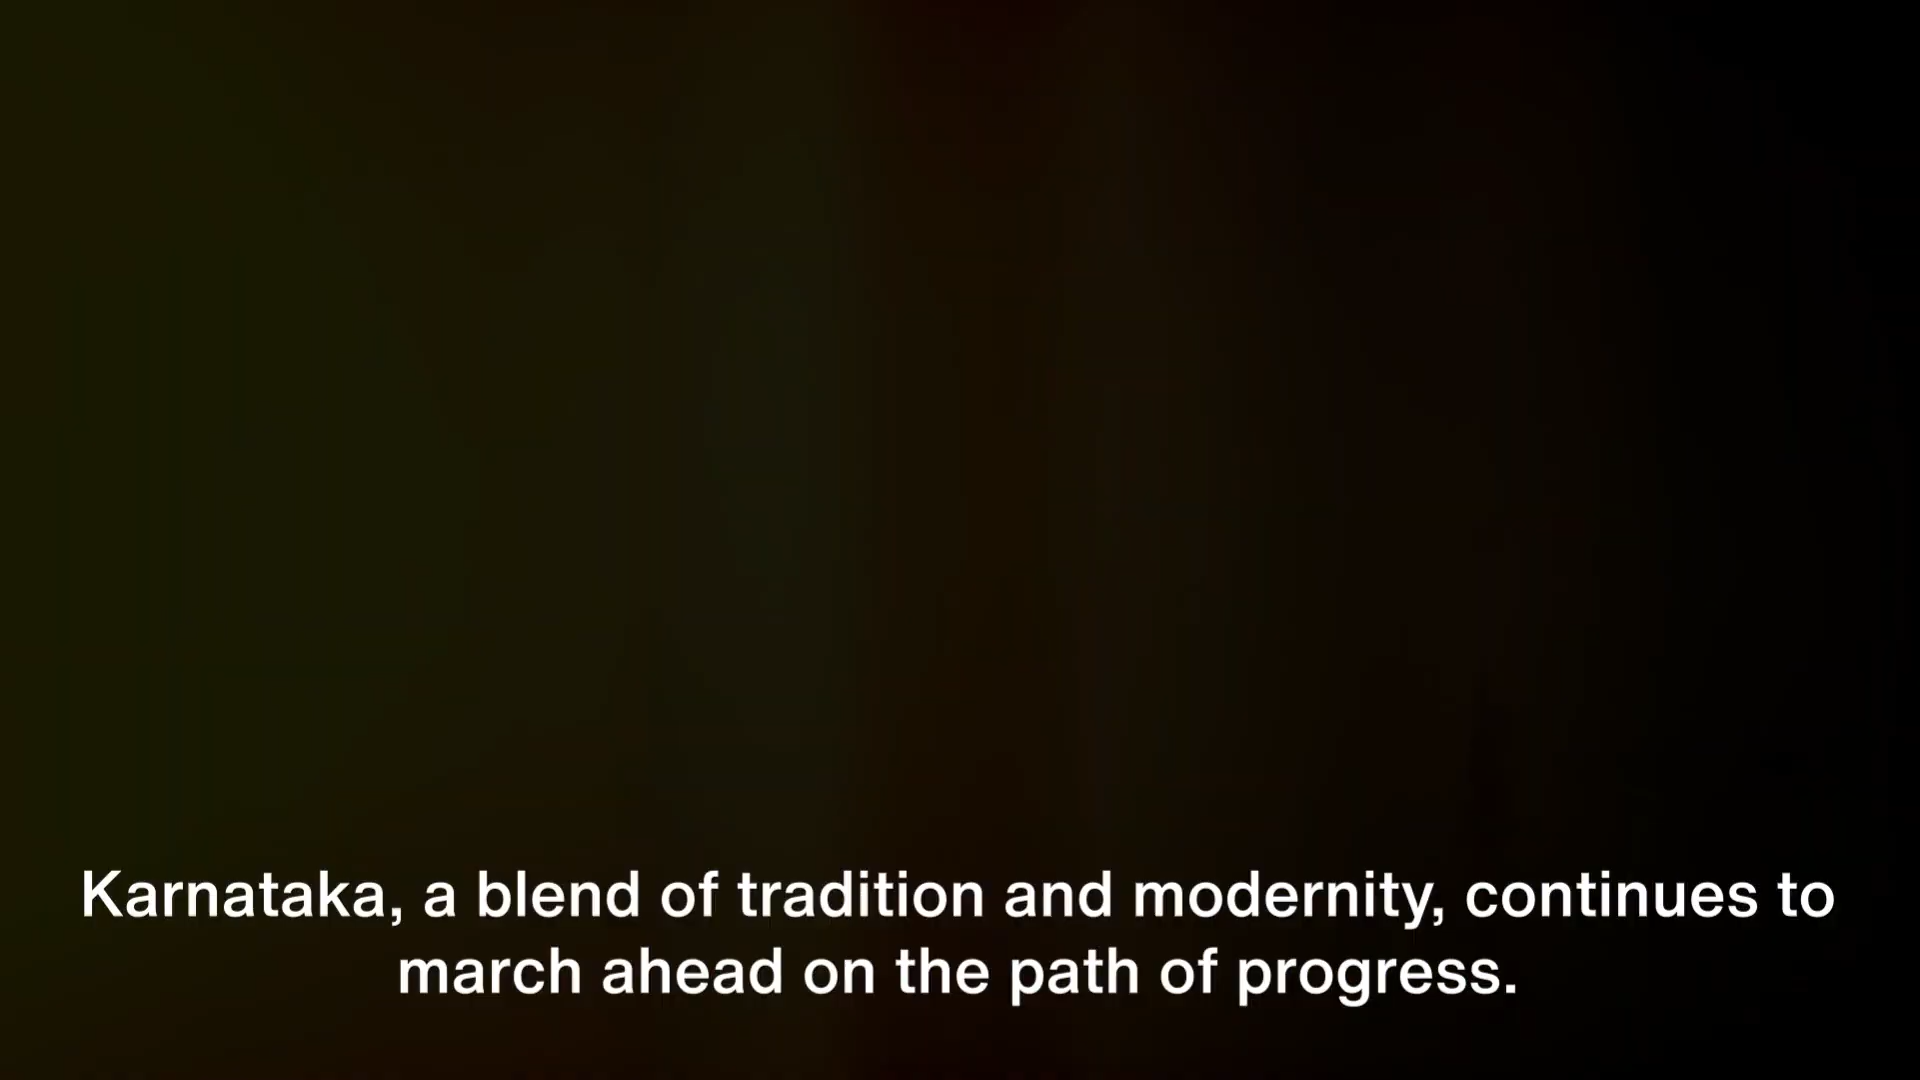 Karnataka, a blend of tradition and modernity, continues to
march ahead on the path of progress.